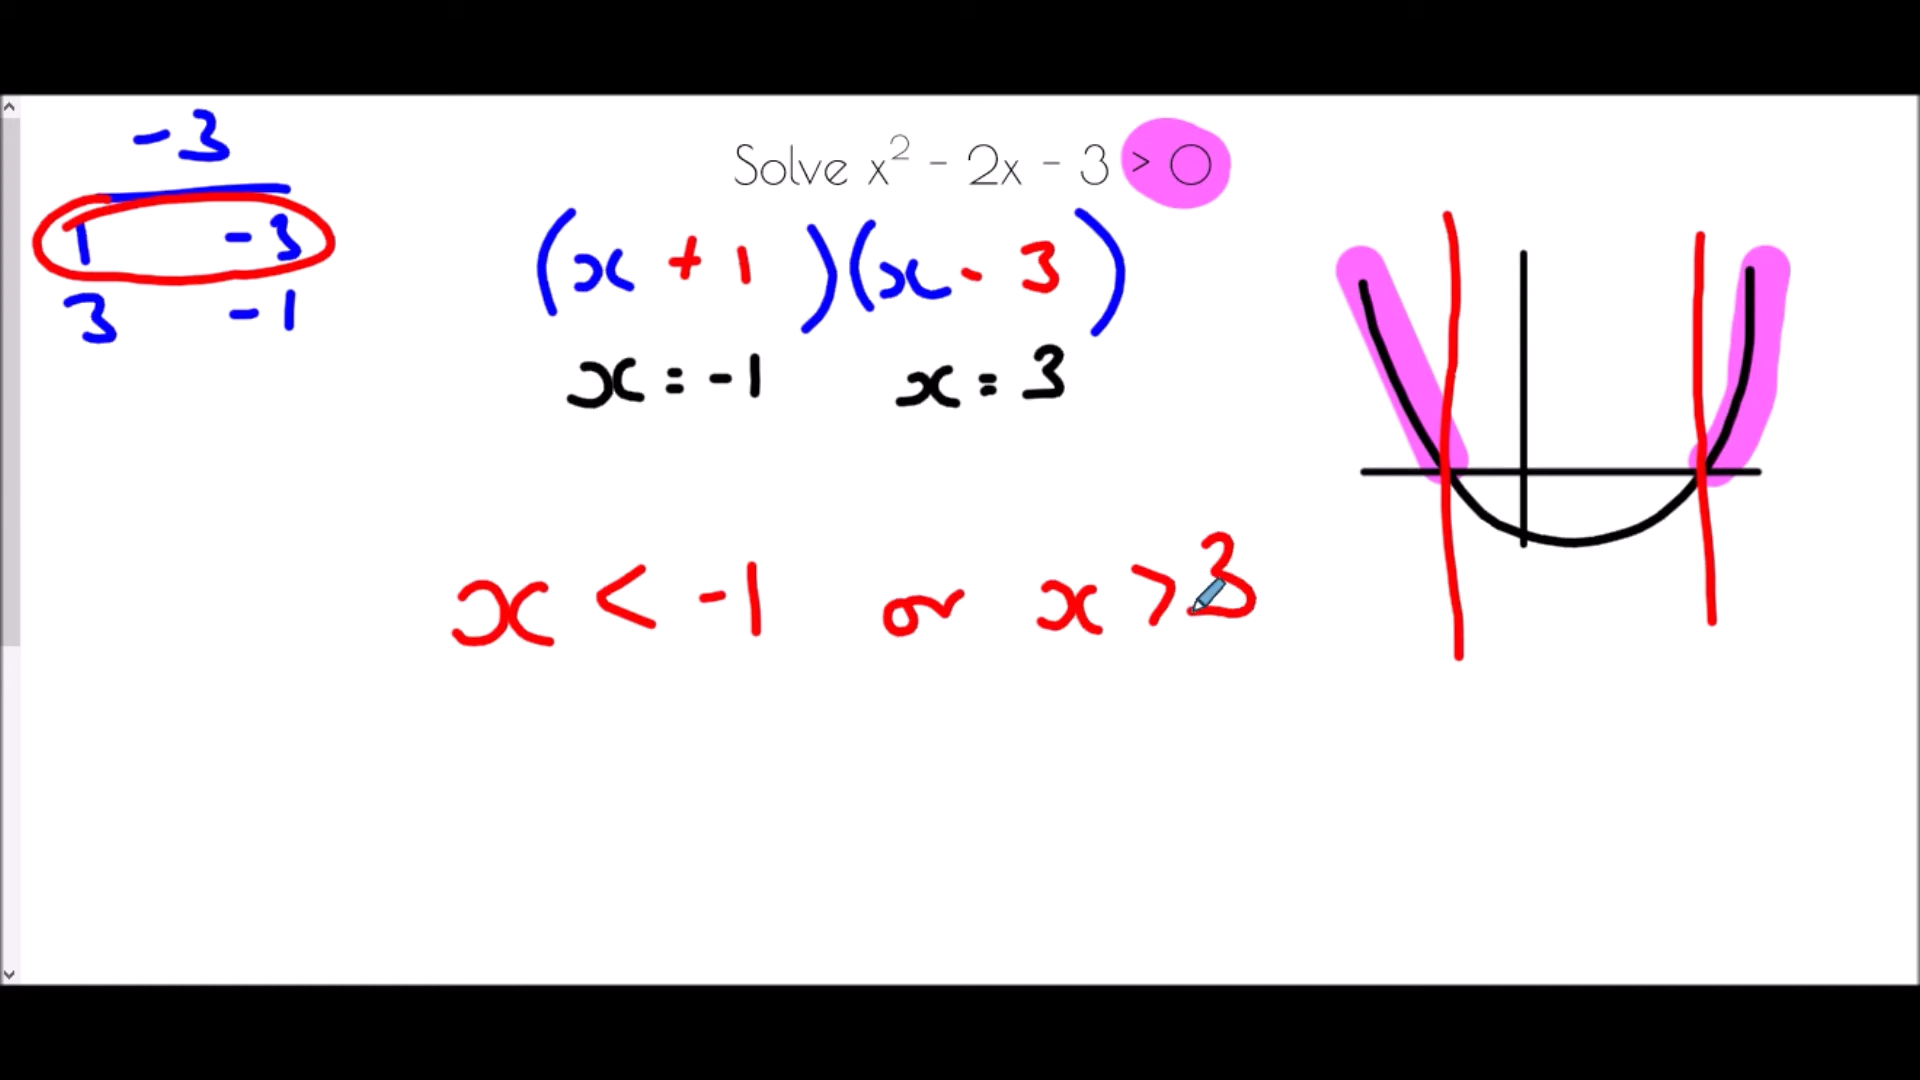 -3
1 -3
3 -1
Solve x² - 2x - 3 > 0
(x + 1)(x - 3)
x = -1 x = 3
x < -1 or x > 3